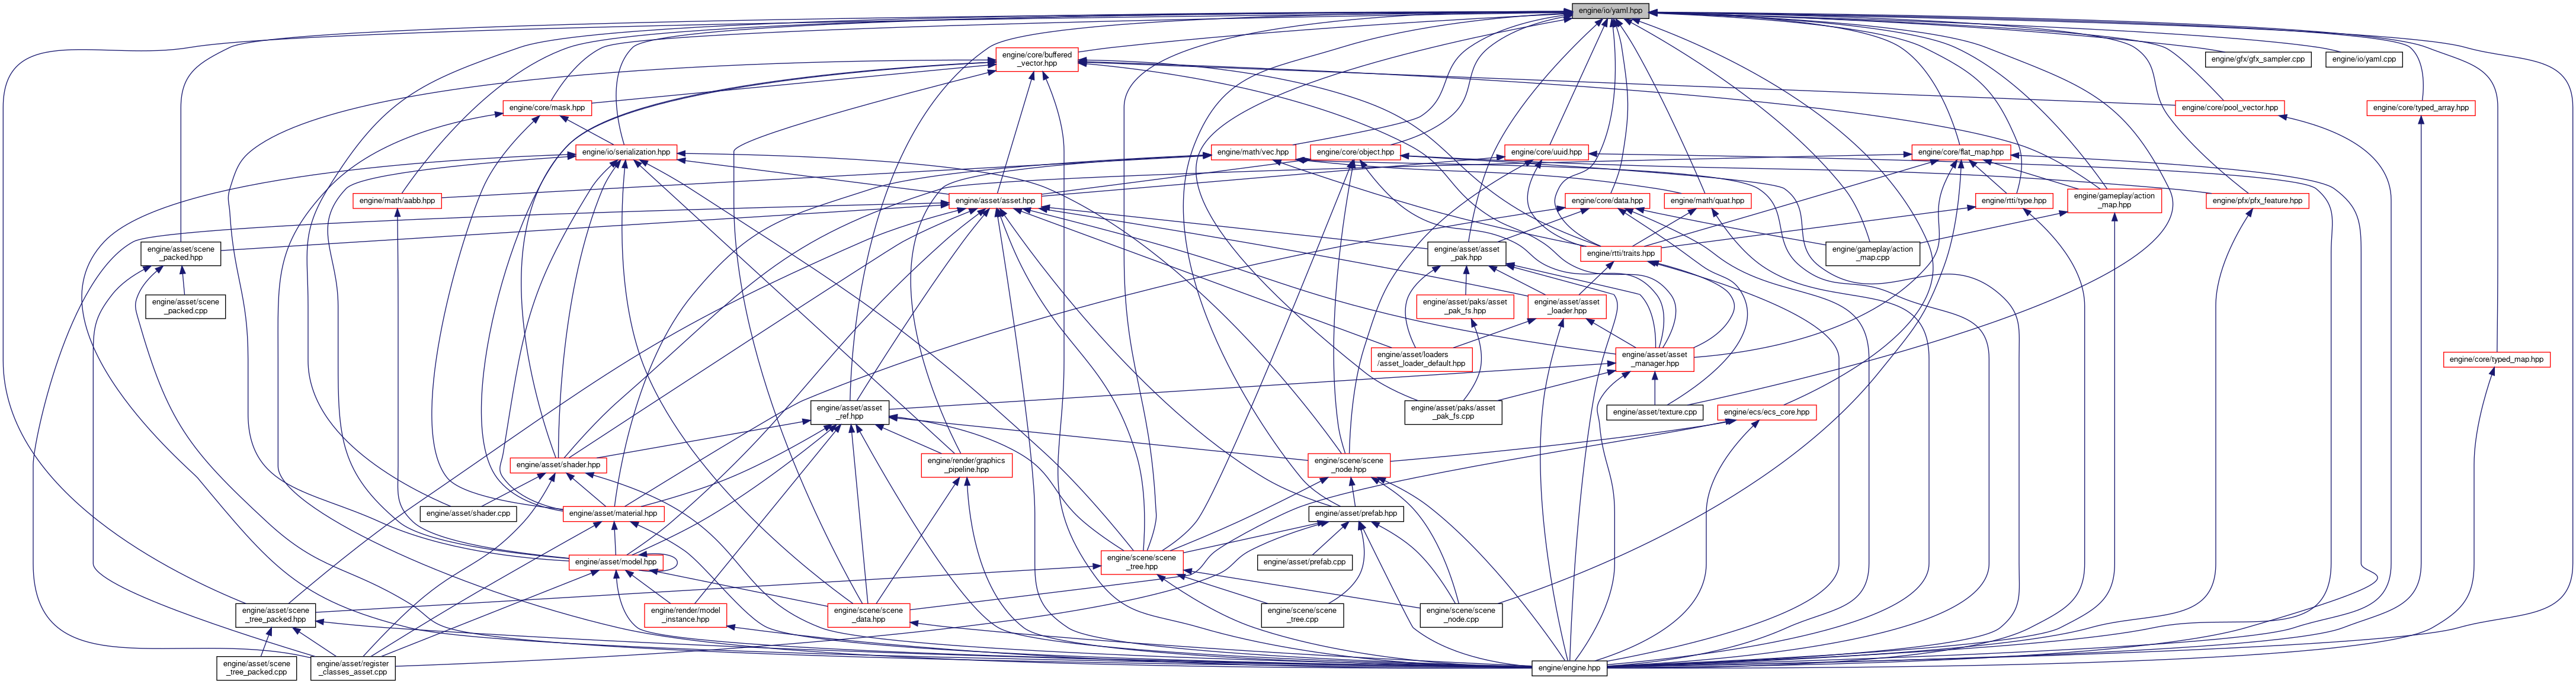 engine/io/yaml.hpp
engine/core/buffered
_vector.hpp
engine/gfx/gfx_sampler.cpp
engine/io/yaml.cpp
engine/core/mask.hpp
engine/core/pool_vector.hpp
engine/core/typed_array.hpp
engine/io/serialization.hpp
engine/math/vec.hpp
engine/core/object.hpp
engine/core/uuid.hpp
engine/core/flat_map.hpp
engine/math/aabb.hpp
engine/asset/asset.hpp
engine/core/data.hpp
engine/math/quat.hpp
engine/rtti/type.hpp
engine/gameplay/action
_map.hpp
engine/pfx/pfx_feature.hpp
engine/asset/scene
_packed.hpp
engine/asset/asset
_pak.hpp
engine/rtti/traits.hpp
engine/gameplay/action
_map.cpp
engine/asset/scene
_packed.cpp
engine/asset/paks/asset
_pak_fs.hpp
engine/asset/asset
_loader.hpp
engine/asset/loaders
/asset_loader_default.hpp
engine/asset/asset
_manager.hpp
engine/core/typed_map.hpp
engine/asset/asset
_ref.hpp
engine/asset/paks/asset
_pak_fs.cpp
engine/asset/texture.cpp
engine/ecs/ecs_core.hpp
engine/asset/shader.hpp
engine/render/graphics
_pipeline.hpp
engine/scene/scene
_node.hpp
engine/asset/shader.cpp
engine/asset/material.hpp
engine/asset/prefab.hpp
engine/asset/model.hpp
engine/scene/scene
_tree.hpp
engine/asset/prefab.cpp
engine/asset/scene
_tree_packed.hpp
engine/render/model
_instance.hpp
engine/scene/scene
_data.hpp
engine/scene/scene
_tree.cpp
engine/scene/scene
_node.cpp
engine/asset/scene
_tree_packed.cpp
engine/asset/register
_classes_asset.cpp
engine/engine.hpp